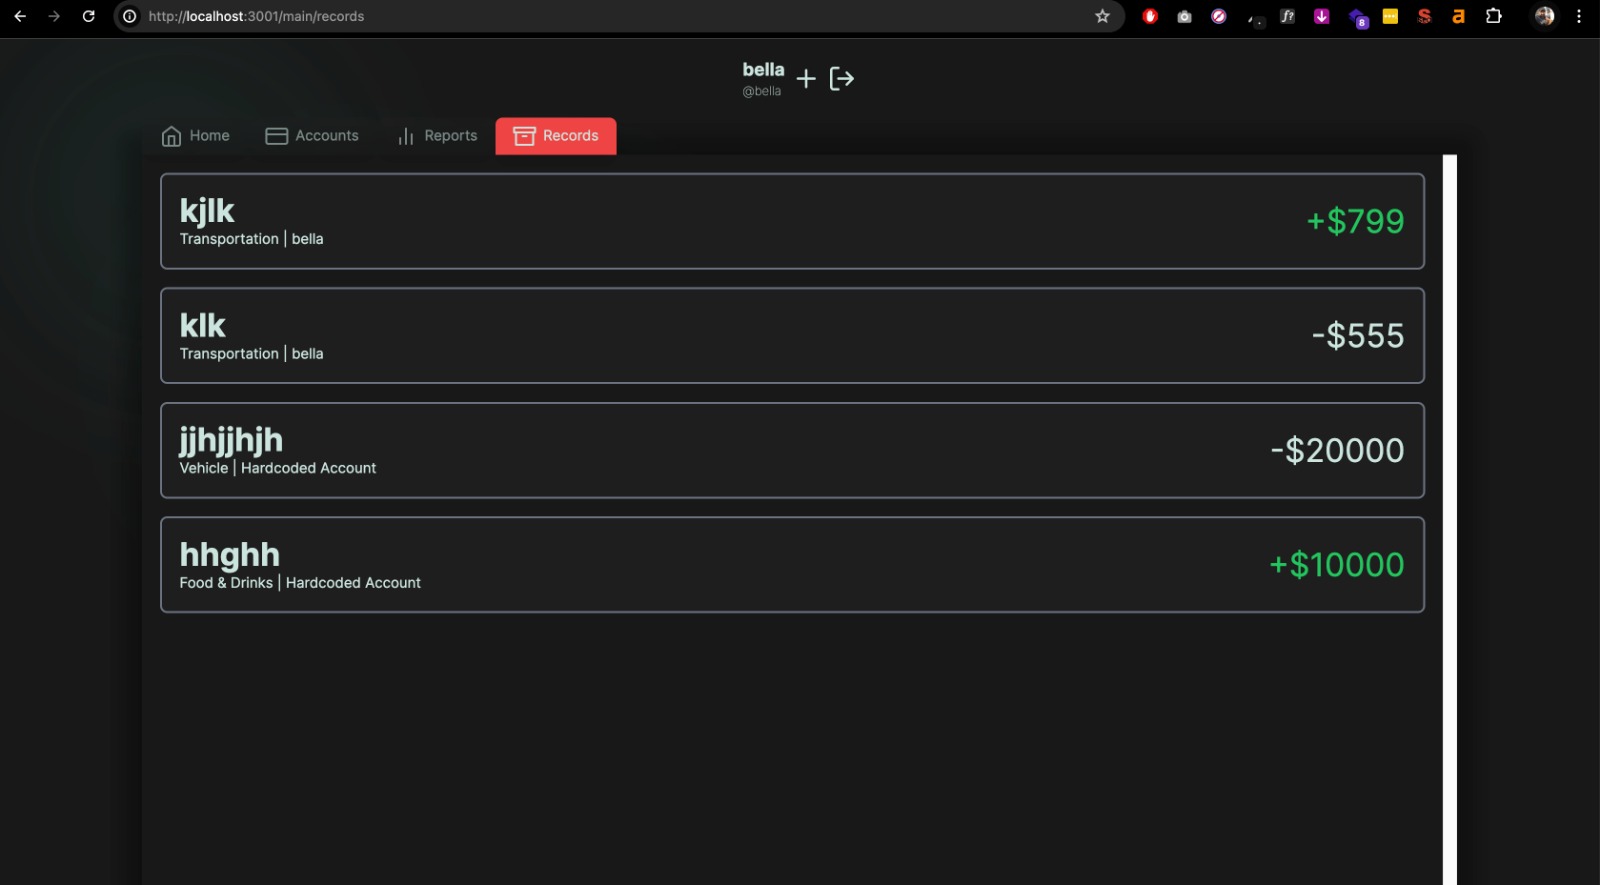 http://localhost:3001/main/records
f?
8
S
a
bella
@bella
Home
Accounts
Reports
Records
kjlk
Transportation | bella
+$799
klk
Transportation | bella
-$555
jjhjjhjh
Vehicle | Hardcoded Account
-$20000
hhghh
Food & Drinks | Hardcoded Account
+$10000